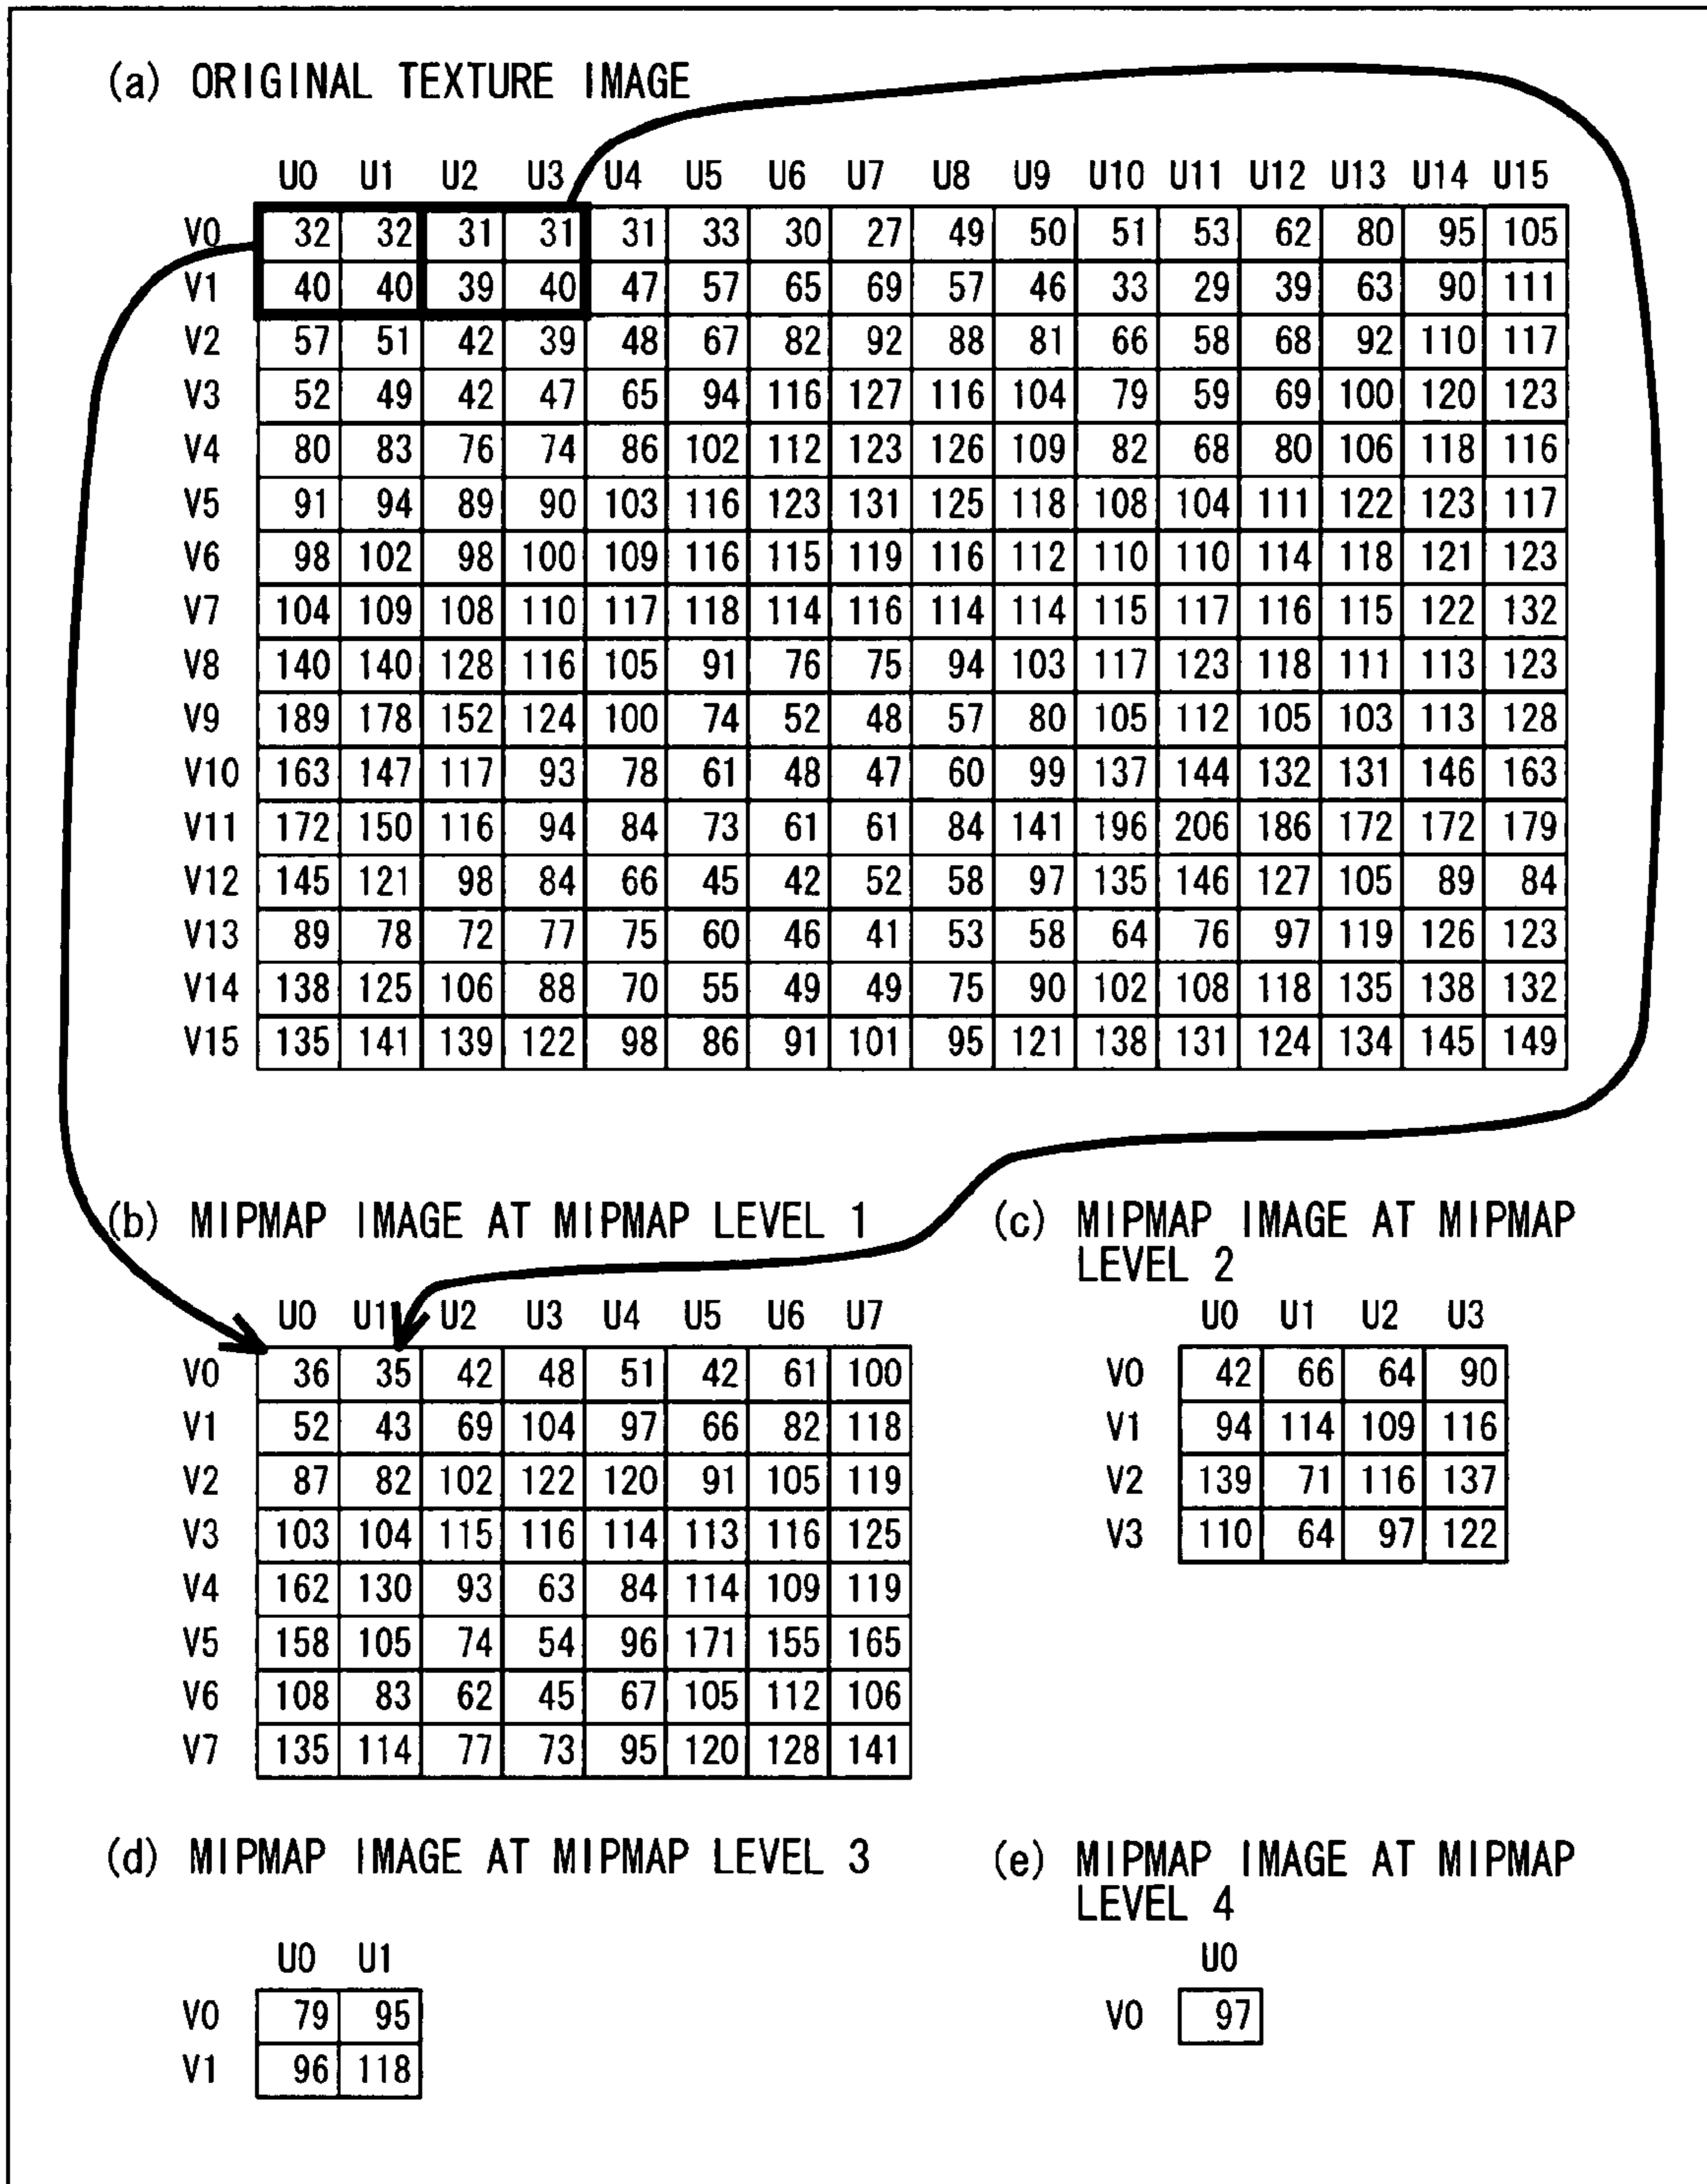 (a) ORIGINAL TEXTURE IMAGE
U0 U1 U2 U3 U4 U5 U6 U7 U8 U9 U10 U11 U12 U13 U14 U15
V0 32 32 31 31 31 33 30 27 49 50 51 53 62 80 95 105
V1 40 40 39 40 47 57 65 69 57 46 33 29 39 63 90 111
V2 57 51 42 39 48 67 82 92 88 81 66 58 68 92 110 117
V3 52 49 42 47 65 94 116 127 116 104 79 59 69 100 120 123
V4 80 83 76 74 86 102 112 123 126 109 82 68 80 106 118 116
V5 91 94 89 90 103 116 123 131 125 118 108 104 111 122 123 117
V6 98 102 98 100 109 116 115 119 116 112 110 110 114 118 121 123
V7 104 109 108 110 117 118 114 116 114 114 115 117 116 115 122 132
V8 140 140 128 116 105 91 76 75 94 103 117 123 118 111 113 123
V9 189 178 152 124 100 74 52 48 57 80 105 112 105 103 113 128
V10 163 147 117 93 78 61 48 47 60 99 137 144 132 131 146 163
V11 172 150 116 94 84 73 61 61 84 141 196 206 186 172 172 179
V12 145 121 98 84 66 45 42 52 58 97 135 146 127 105 89 84
V13 89 78 72 77 75 60 46 41 53 58 64 76 97 119 126 123
V14 138 125 106 88 70 55 49 49 75 90 102 108 118 135 138 132
V15 135 141 139 122 98 86 91 101 95 121 138 131 124 134 145 149
(b) MIPMAP IMAGE AT MIPMAP LEVEL 1
U0 U1 U2 U3 U4 U5 U6 U7
V0 36 35 42 48 51 42 61 100
V1 52 43 69 104 97 66 82 118
V2 87 82 102 122 120 91 105 119
V3 103 104 115 116 114 113 116 125
V4 162 130 93 63 84 114 109 119
V5 158 105 74 54 96 171 155 165
V6 108 83 62 45 67 105 112 106
V7 135 114 77 73 95 120 128 141
(c) MIPMAP IMAGE AT MIPMAP
LEVEL 2
U0 U1 U2 U3
V0 42 66 64 90
V1 94 114 109 116
V2 139 71 116 137
V3 110 64 97 122
(d) MIPMAP IMAGE AT MIPMAP LEVEL 3
U0 U1
V0 79 95
V1 96 118
(e) MIPMAP IMAGE AT MIPMAP
LEVEL 4
U0
V0 97